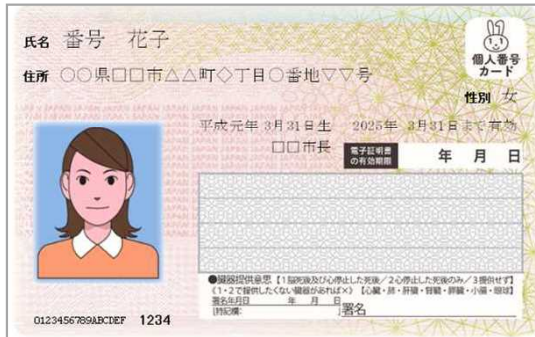 氏名 番号 花子
個人番号
カード
住所 ○○県□□市△△町◇丁目○番地▽▽号
性別 女
平成元年 3月31日生 2025年 3月31日まで有効
□□市長
電子証明書
の有効期限
年 月 日
●臓器提供意思【1脳死後及び心停止した死後／2心停止した死後のみ／3提供せず】
《1・2で提供したくない臓器があれば×》【心臓・肺・肝臓・腎臓・膵臓・小腸・眼球】
署名年月日 年 月 日
[特記欄: ]署名
0123456789ABCDEF 1234